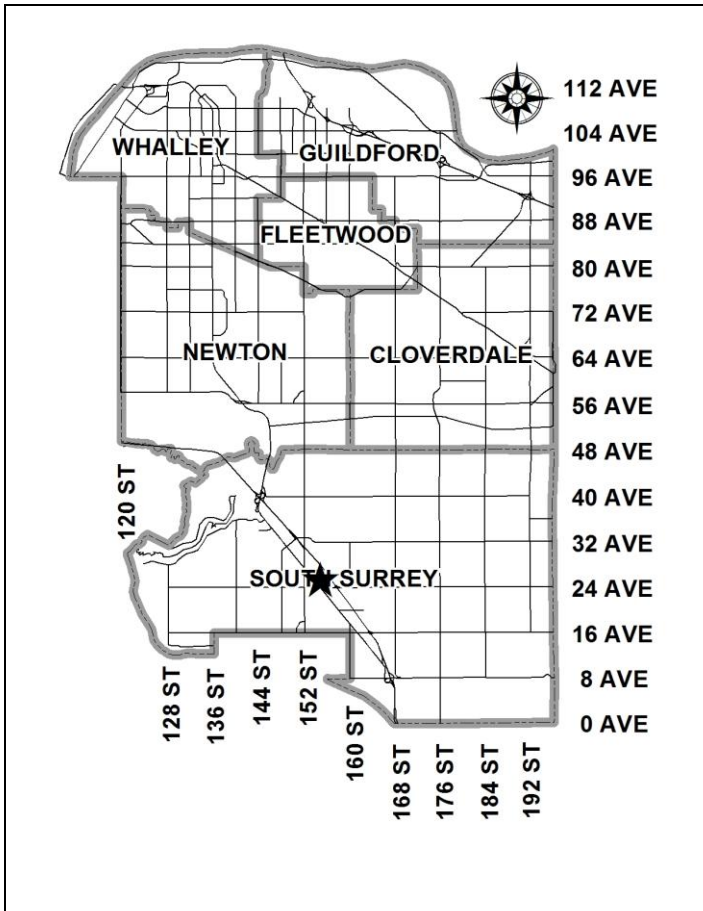 112 AVE
104 AVE
WHALLEY
GUILDFORD
96 AVE
88 AVE
FLEETWOOD
80 AVE
72 AVE
NEWTON
CLOVERDALE
64 AVE
56 AVE
48 AVE
120 ST
40 AVE
32 AVE
SOUTH SURREY
24 AVE
16 AVE
8 AVE
128 ST
136 ST
144 ST
152 ST
160 ST
0 AVE
168 ST
176 ST
184 ST
192 ST